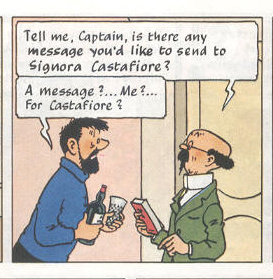 Tell me, Captain, is there any
message you'd like to send to
Signora Castafiore?
A message?... Me?...
For Castafiore?